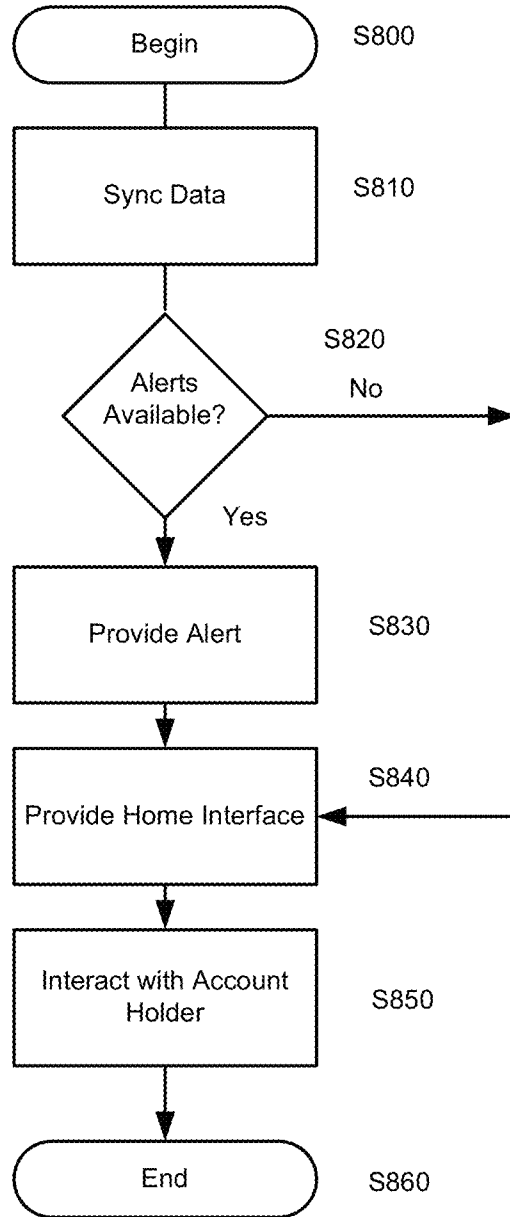 Begin
S800
Sync Data
S810
S820
Alerts
Available?
No
Yes
Provide Alert
S830
S840
Provide Home Interface
Interact with Account
Holder
S850
End
S860